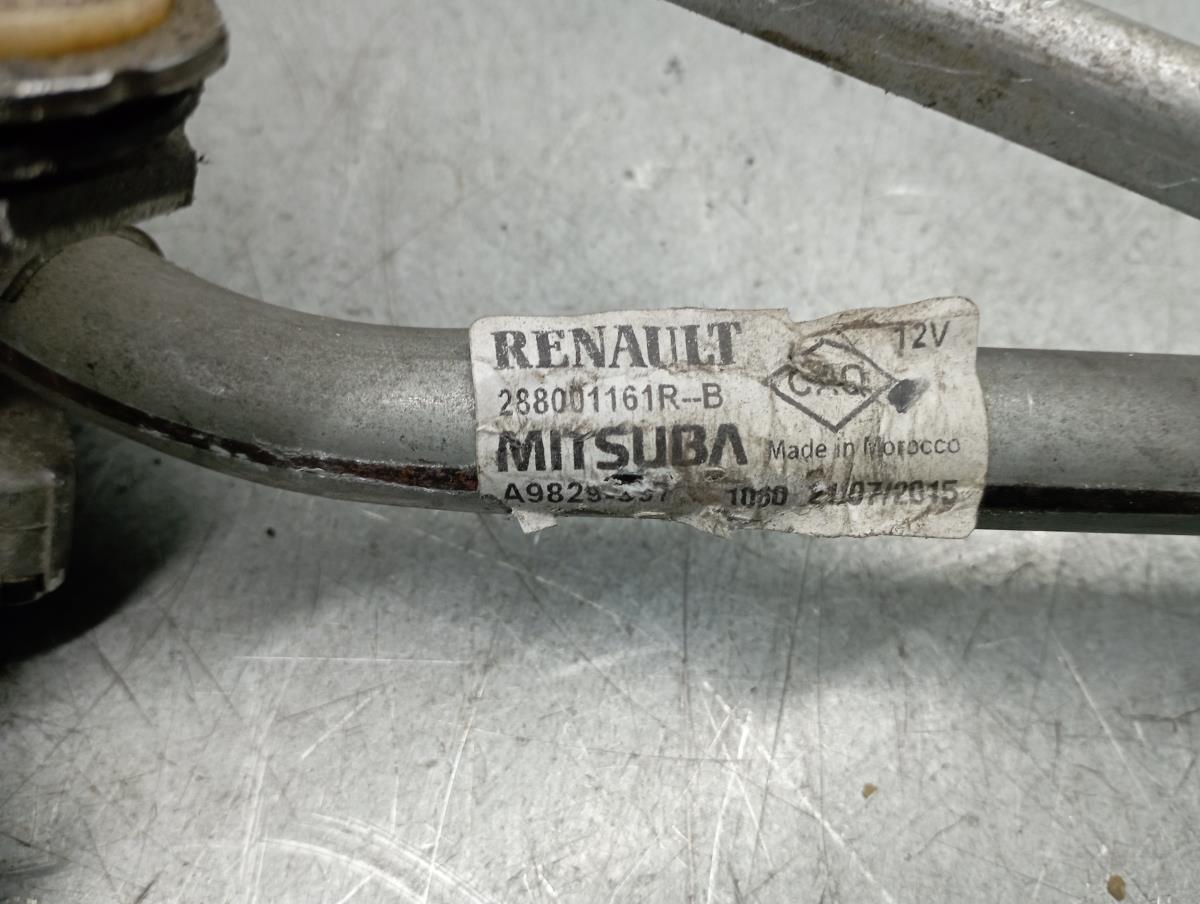 RENAULT
12V
288001161R--B
CAQ
MITSUBA
Made in Morocco
1060 21/07/2015